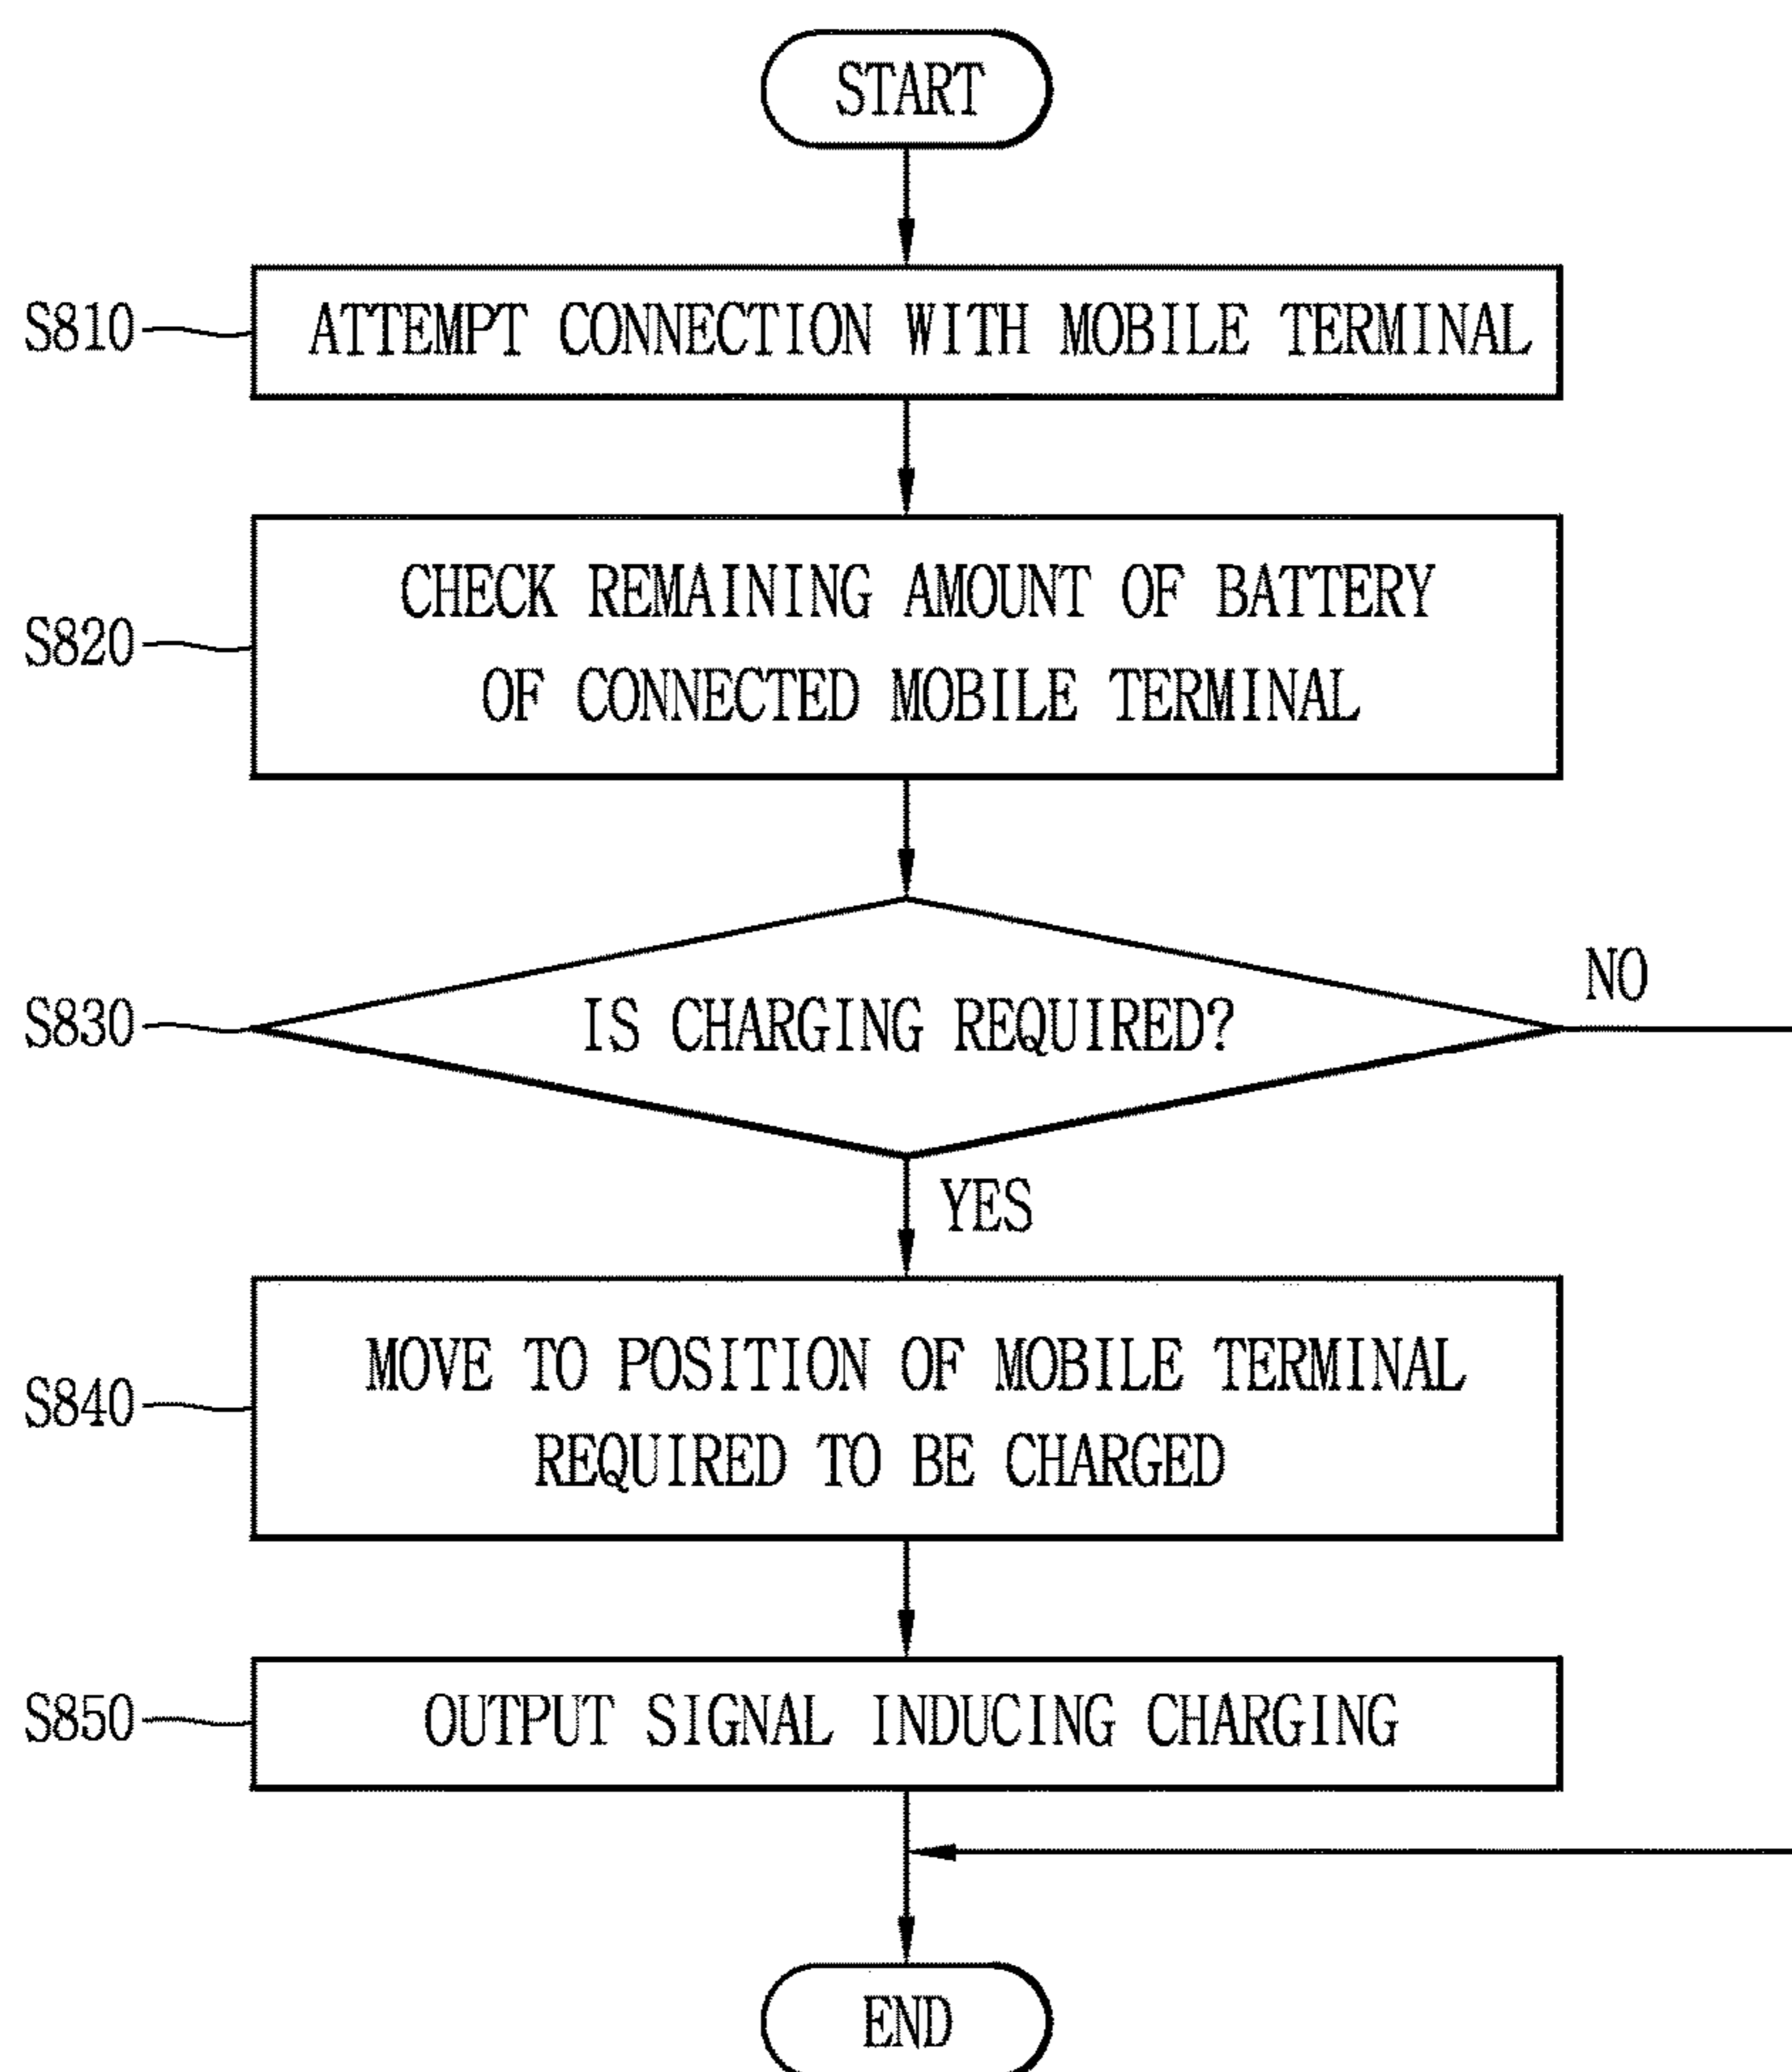 START
S810
ATTEMPT CONNECTION WITH MOBILE TERMINAL
S820
CHECK REMAINING AMOUNT OF BATTERY
OF CONNECTED MOBILE TERMINAL
S830
IS CHARGING REQUIRED?
NO
YES
S840
MOVE TO POSITION OF MOBILE TERMINAL
REQUIRED TO BE CHARGED
S850
OUTPUT SIGNAL INDUCING CHARGING
END